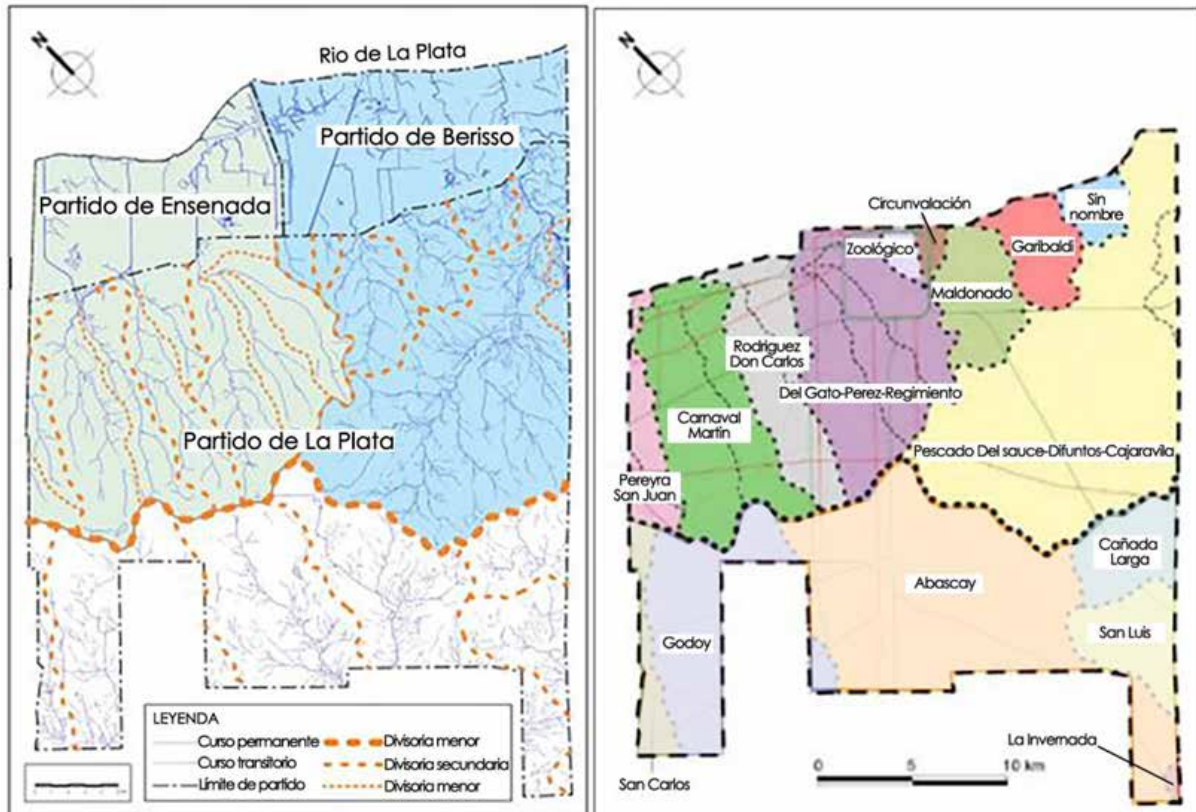 N
Rio de La Plata
Partido de Berisso
Partido de Ensenada
Partido de La Plata
LEYENDA
Curso permanente
Curso transitorio
Límite de partido
Divisoria menor
Divisoria secundaria
Divisoria menor
N
Circunvalación
Sin
nombre
Zoológico
Garibaldi
Maldonado
Rodriguez
Don Carlos
Del Gato-Perez-Regimiento
Carnaval
Martín
Pescado Del sauce-Difuntos-Cajaravila
Pereyra
San Juan
Cañada
Larga
Abascay
San Luis
Godoy
La Invernada
San Carlos
0 5 10 km